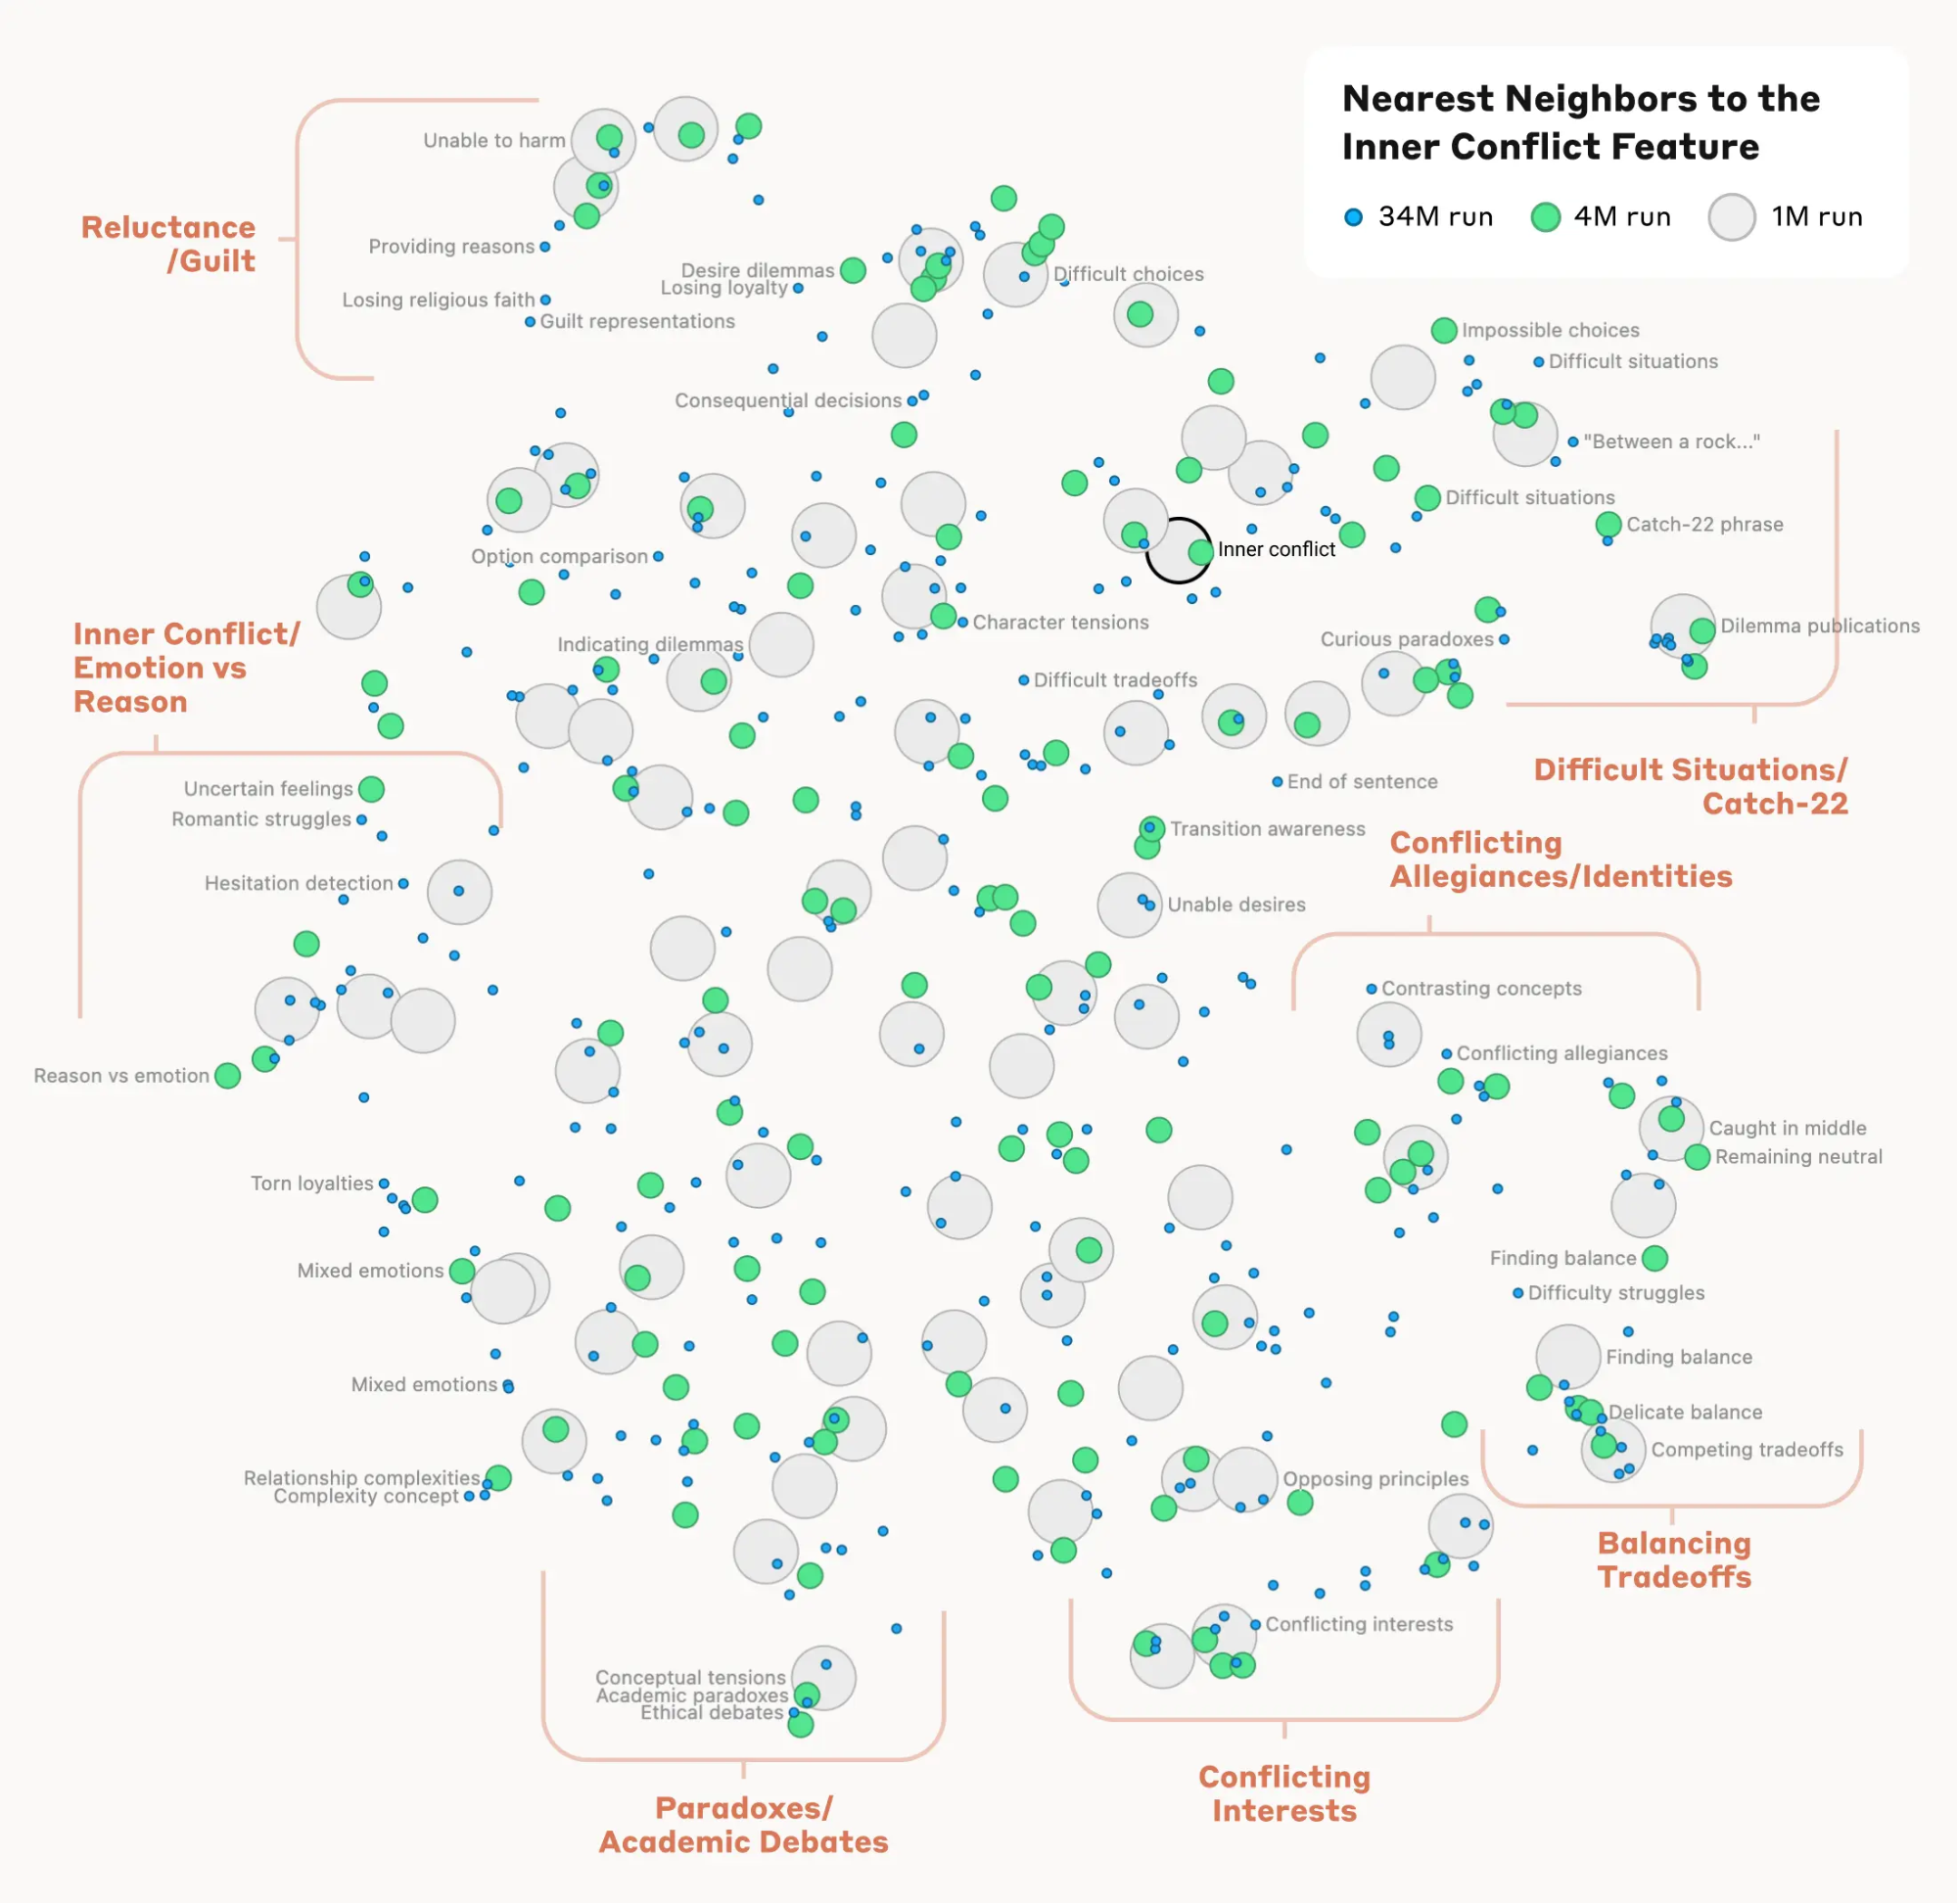 Nearest Neighbors to the
Inner Conflict Feature
34M run
4M run
1M run
Unable to harm
Reluctance
/Guilt
Providing reasons
Losing religious faith
Guilt representations
Desire dilemmas
Losing loyalty
Difficult choices
Consequential decisions
Impossible choices
Difficult situations
"Between a rock..."
Difficult situations
Catch-22 phrase
Option comparison
Inner conflict
Character tensions
Curious paradoxes
Dilemma publications
Indicating dilemmas
Difficult tradeoffs
Inner Conflict/
Emotion vs
Reason
End of sentence
Difficult Situations/
Catch-22
Uncertain feelings
Romantic struggles
Transition awareness
Hesitation detection
Unable desires
Conflicting
Allegiances/Identities
Contrasting concepts
Conflicting allegiances
Reason vs emotion
Caught in middle
Remaining neutral
Torn loyalties
Finding balance
Mixed emotions
Difficulty struggles
Finding balance
Mixed emotions
Delicate balance
Competing tradeoffs
Relationship complexities
Complexity concept
Opposing principles
Balancing
Tradeoffs
Conflicting interests
Conceptual tensions
Academic paradoxes
Ethical debates
Conflicting
Interests
Paradoxes/
Academic Debates